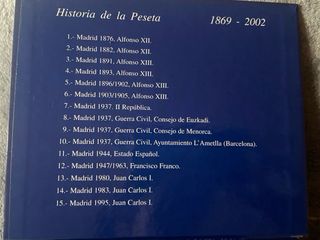 Historia de la Peseta 1869 - 2002
1.- Madrid 1876, Alfonso XII.
2.- Madrid 1882, Alfonso XII.
3.- Madrid 1891, Alfonso XIII.
4.- Madrid 1893, Alfonso XIII.
5.- Madrid 1896/1902, Alfonso XIII.
6.- Madrid 1903/1905, Alfonso XIII.
7.- Madrid 1937. II República.
8.- Madrid 1937, Guerra Civil, Consejo de Euzkadi.
9.- Madrid 1937, Guerra Civil, Consejo de Menorca.
10.- Madrid 1937, Guerra Civil, Ayuntamiento L'Ametlla (Barcelona).
11.- Madrid 1944, Estado Español.
12.- Madrid 1947/1963, Francisco Franco.
13.- Madrid 1980, Juan Carlos I.
14.- Madrid 1983, Juan Carlos I.
15.- Madrid 1995, Juan Carlos I.